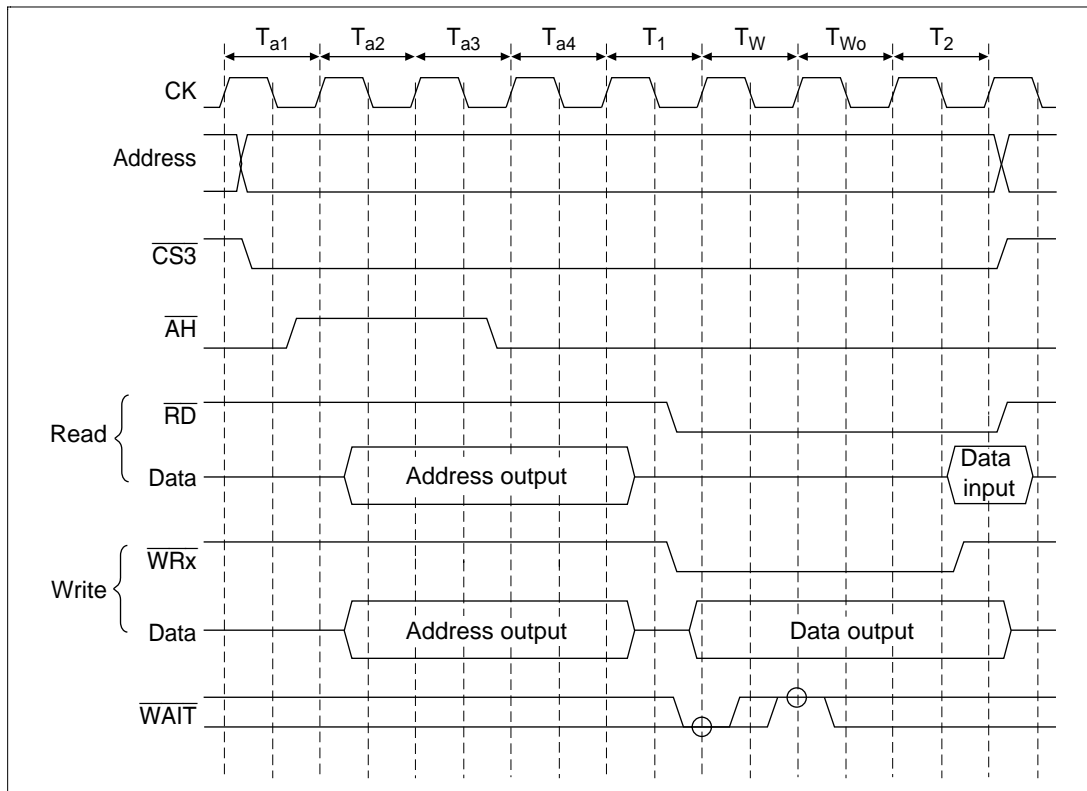 Ta1 Ta2 Ta3 Ta4 T1 TW TWo T2
CK
Address
CS3
AH
Read
RD
Data Address output Data input
Write
WRx
Data Address output Data output
WAIT